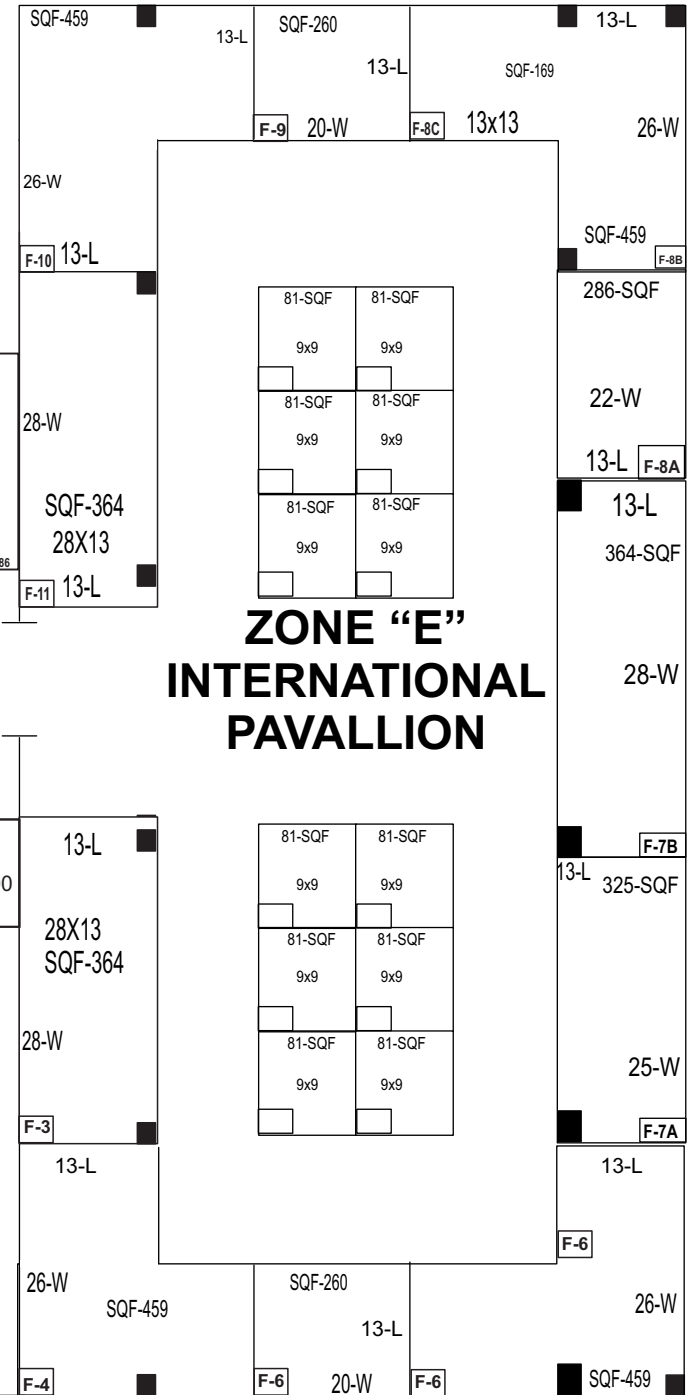 SQF-459
13-L
SQF-260
13-L
13-L
SQF-169
F-9
20-W
F-8C
13x13
26-W
26-W
F-10
13-L
SQF-459
F-8B
286-SQF
22-W
13-L
F-8A
81-SQF
81-SQF
9x9
9x9
81-SQF
81-SQF
9x9
9x9
81-SQF
81-SQF
9x9
9x9
28-W
SQF-364
28X13
F-11
13-L
86
13-L
364-SQF
28-W
F-7B
ZONE “E”
INTERNATIONAL
PAVALLION
13-L
28X13
SQF-364
28-W
F-3
81-SQF
81-SQF
9x9
9x9
81-SQF
81-SQF
9x9
9x9
81-SQF
81-SQF
9x9
9x9
13-L
325-SQF
25-W
F-7A
13-L
26-W
SQF-459
F-4
SQF-260
13-L
F-6
20-W
F-6
13-L
F-6
26-W
SQF-459